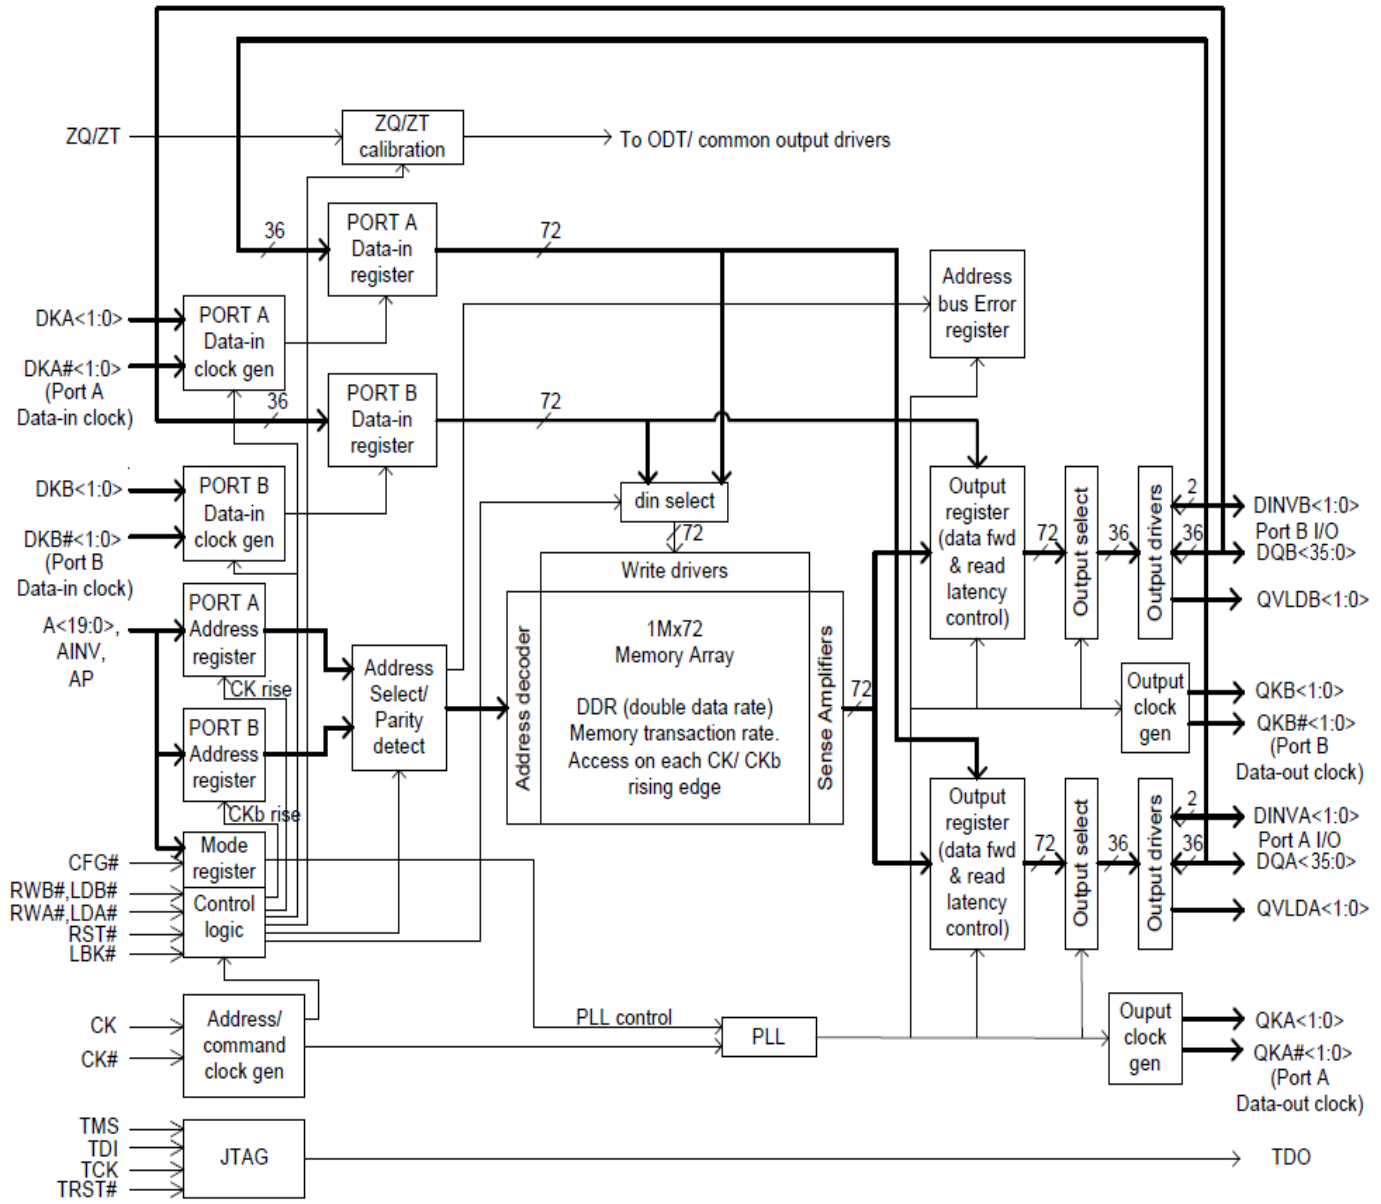 ZQ/ZT
ZQ/ZT
calibration
To ODT/ common output drivers
36
PORT A
Data-in
register
72
Address
bus Error
register
DKA<1:0>
DKA#<1:0>
(Port A
Data-in clock)
PORT A
Data-in
clock gen
36
PORT B
Data-in
register
72
DKB<1:0>
DKB#<1:0>
(Port B
Data-in clock)
PORT B
Data-in
clock gen
din select
72
Write drivers
Output
register
(data fwd
& read
latency
control)
72
Output select
36
Output drivers
2
36
DINVB<1:0>
Port B I/O
DQB<35:0>
QVLDB<1:0>
A<19:0>,
AINV,
AP
PORT A
Address
register
CK rise
PORT B
Address
register
CKb rise
Address
Select/
Parity
detect
Address decoder
1Mx72
Memory Array
DDR (double data rate)
Memory transaction rate.
Access on each CK/ CKb
rising edge
Sense Amplifiers
72
Output
clock
gen
QKB<1:0>
QKB#<1:0>
(Port B
Data-out clock)
Output
register
(data fwd
& read
latency
control)
72
Output select
36
Output drivers
2
36
DINVA<1:0>
Port A I/O
DQA<35:0>
QVLDA<1:0>
Mode
register
Control
logic
CFG#
RWB#,LDB#
RWA#,LDA#
RST#
LBK#
CK
CK#
Address/
command
clock gen
PLL control
PLL
Ouput
clock
gen
QKA<1:0>
QKA#<1:0>
(Port A
Data-out clock)
TMS
TDI
TCK
TRST#
JTAG
TDO